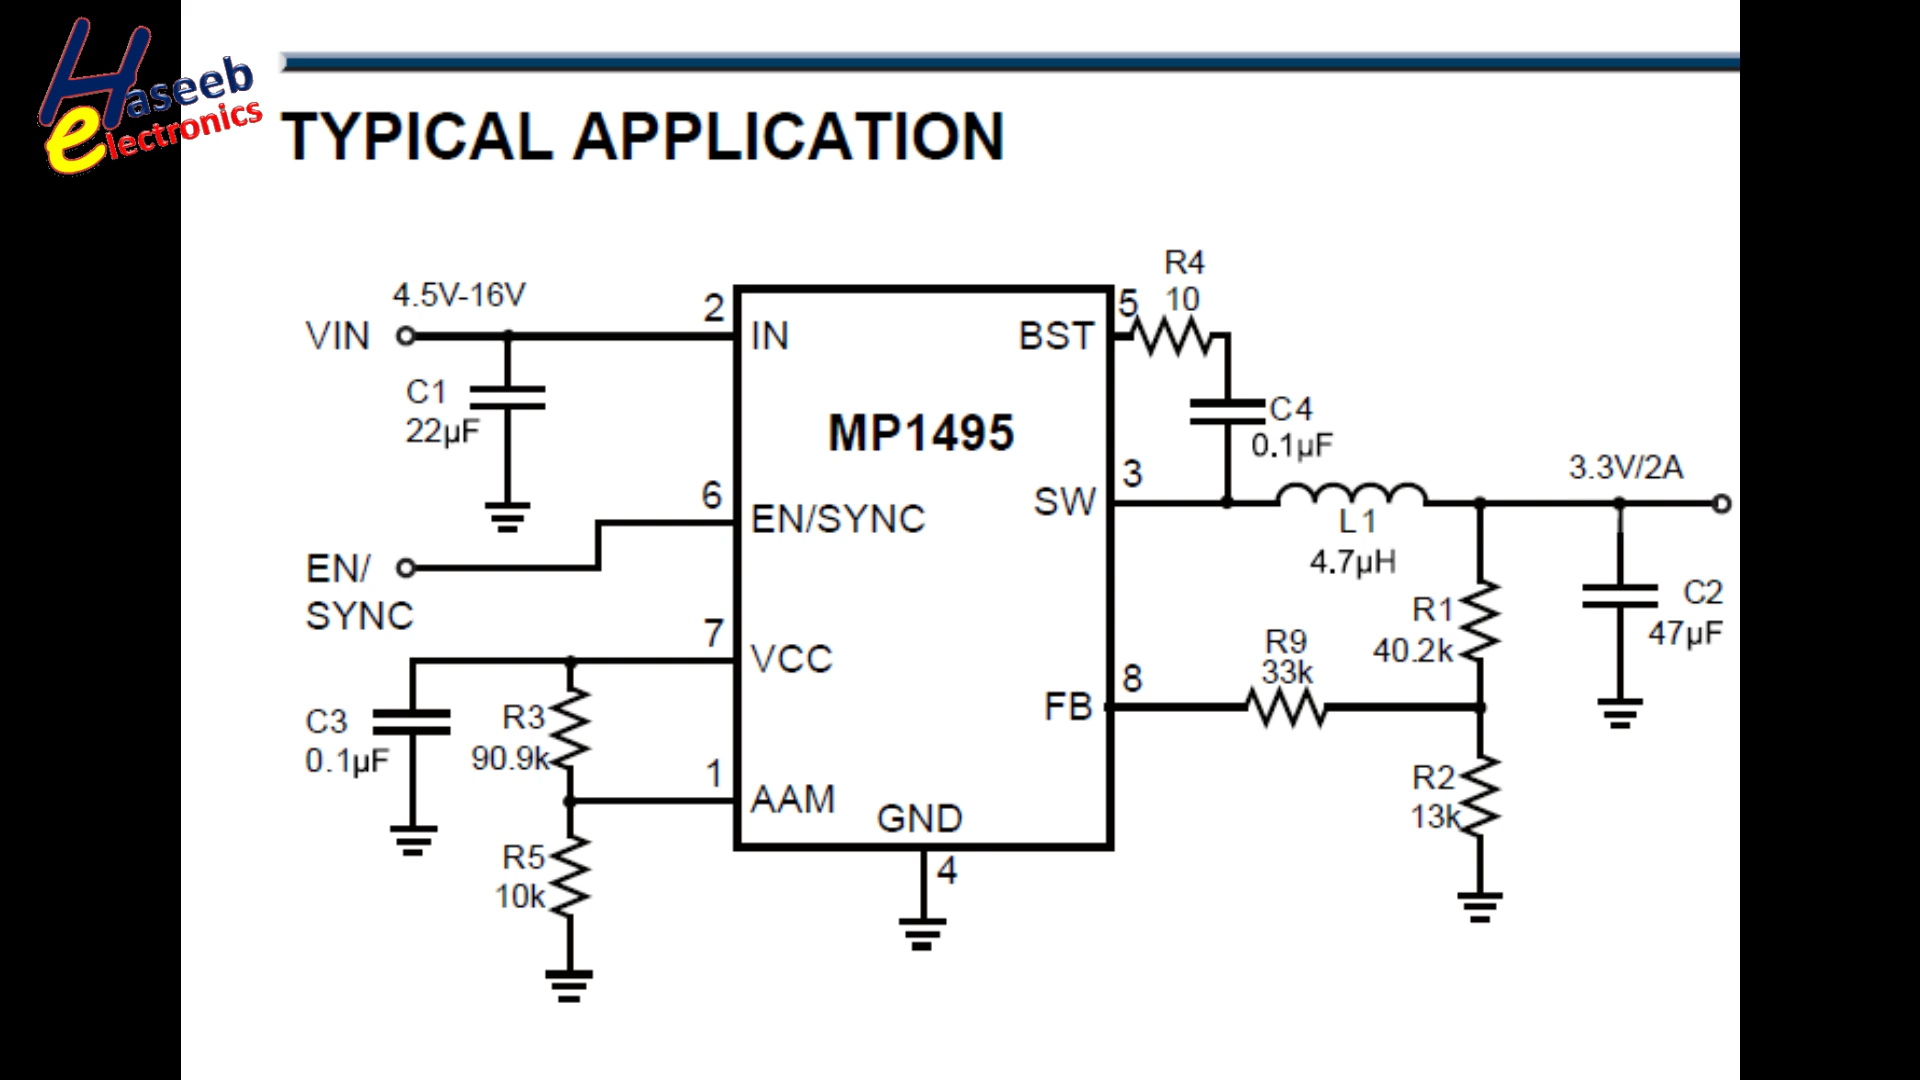 Haseeb
electronics
TYPICAL APPLICATION
4.5V-16V
VIN
C1
22µF
2
IN
MP1495
BST
5
R4
10
C4
0.1µF
6
EN/SYNC
SW
3
L1
4.7µH
3.3V/2A
EN/
SYNC
C2
47µF
7
VCC
R1
40.2k
R9
33k
FB
8
C3
0.1µF
R3
90.9k
1
AAM
GND
4
R2
13k
R5
10k